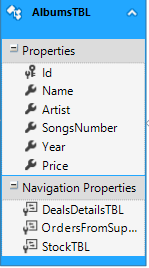 AlbumsTBL
Properties
Id
Name
Artist
SongsNumber
Year
Price
Navigation Properties
DealsDetailsTBL
OrdersFromSup...
StockTBL